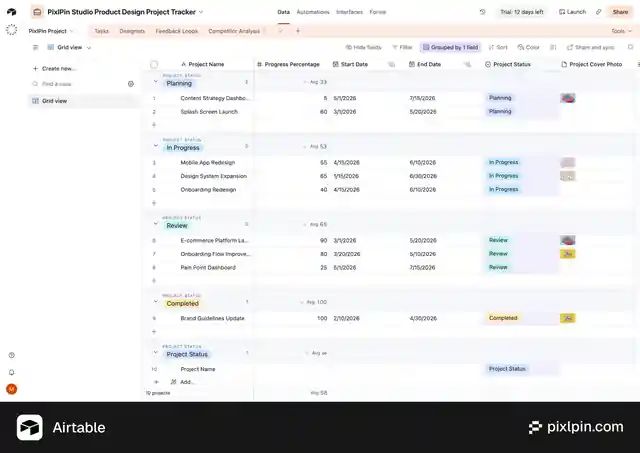 PixlPin Studio Product Design Project Tracker
Data Automations Interfaces Forms
Trial: 12 days left Launch Share
PixlPin Project Tasks Designers Feedback Loops Competitor Analysis Tools
Grid view Hide fields Filter Grouped by 1 field Sort Color Share and sync
Create new...
Find a view
Grid view
Project Name Progress Percentage Start Date End Date Project Status Project Cover Photo
PROJECT STATUS
Planning 2 Avg 33
1 Content Strategy Dashbo... 5 5/1/2026 7/15/2026 Planning
2 Splash Screen Launch 60 3/1/2026 5/20/2026 Planning
PROJECT STATUS
In Progress 3 Avg 53
3 Mobile App Redesign 55 4/15/2026 6/10/2026 In Progress
4 Design System Expansion 65 1/15/2026 6/30/2026 In Progress
5 Onboarding Redesign 40 4/15/2026 6/10/2026 In Progress
PROJECT STATUS
Review 3 Avg 65
6 E-commerce Platform La... 90 3/1/2026 5/20/2026 Review
7 Onboarding Flow Improve... 80 3/20/2026 5/10/2026 Review
8 Pain Point Dashboard 25 5/1/2026 7/15/2026 Review
PROJECT STATUS
Completed 1 Avg 100
9 Brand Guidelines Update 100 2/10/2026 4/30/2026 Completed
PROJECT STATUS
Project Status 1 Avg
10 Project Name Project Status
Add...
10 projects Avg 58
M
Airtable pixlpin.com